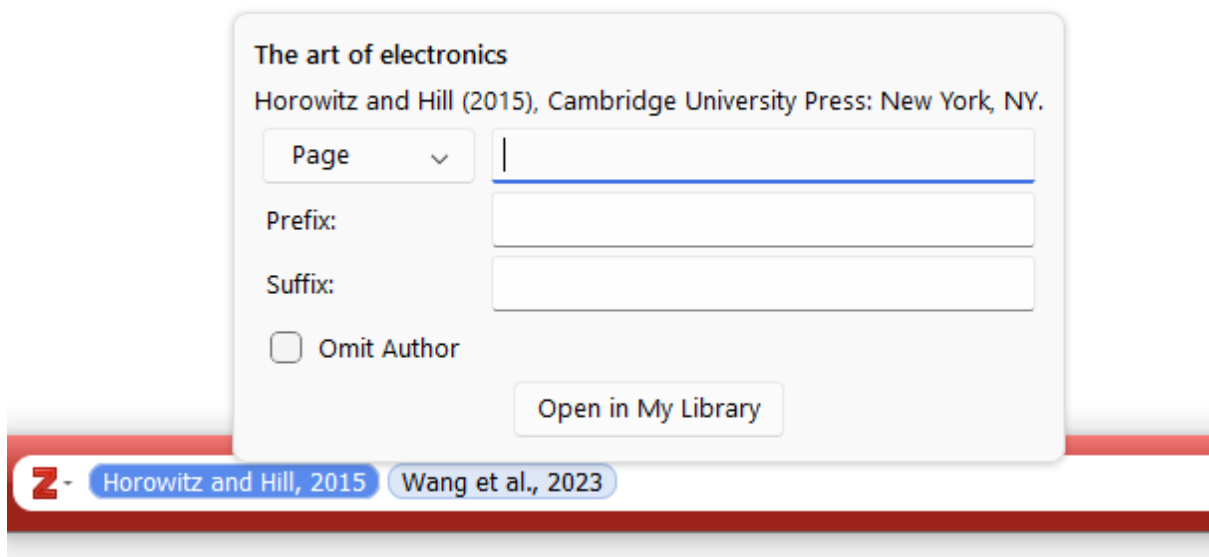 The art of electronics
Horowitz and Hill (2015), Cambridge University Press: New York, NY.
Page
Prefix:
Suffix:
Omit Author
Open in My Library
Z Horowitz and Hill, 2015 Wang et al., 2023